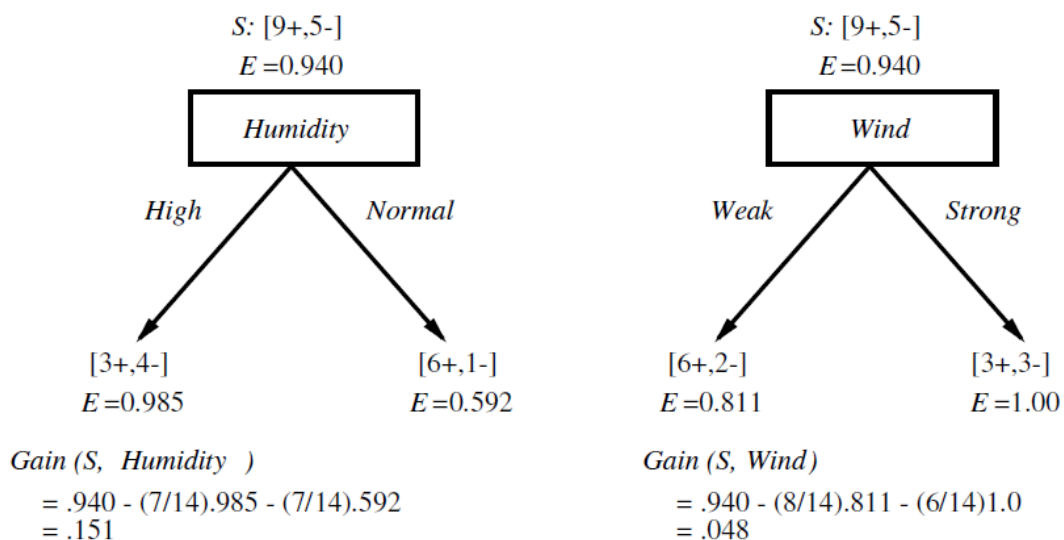 S: [9+,5-]
E =0.940
Humidity
High
Normal
[3+,4-]
E =0.985
[6+,1-]
E =0.592
Gain (S, Humidity )
= .940 - (7/14).985 - (7/14).592
= .151
S: [9+,5-]
E =0.940
Wind
Weak
Strong
[6+,2-]
E =0.811
[3+,3-]
E =1.00
Gain (S, Wind)
= .940 - (8/14).811 - (6/14)1.0
= .048